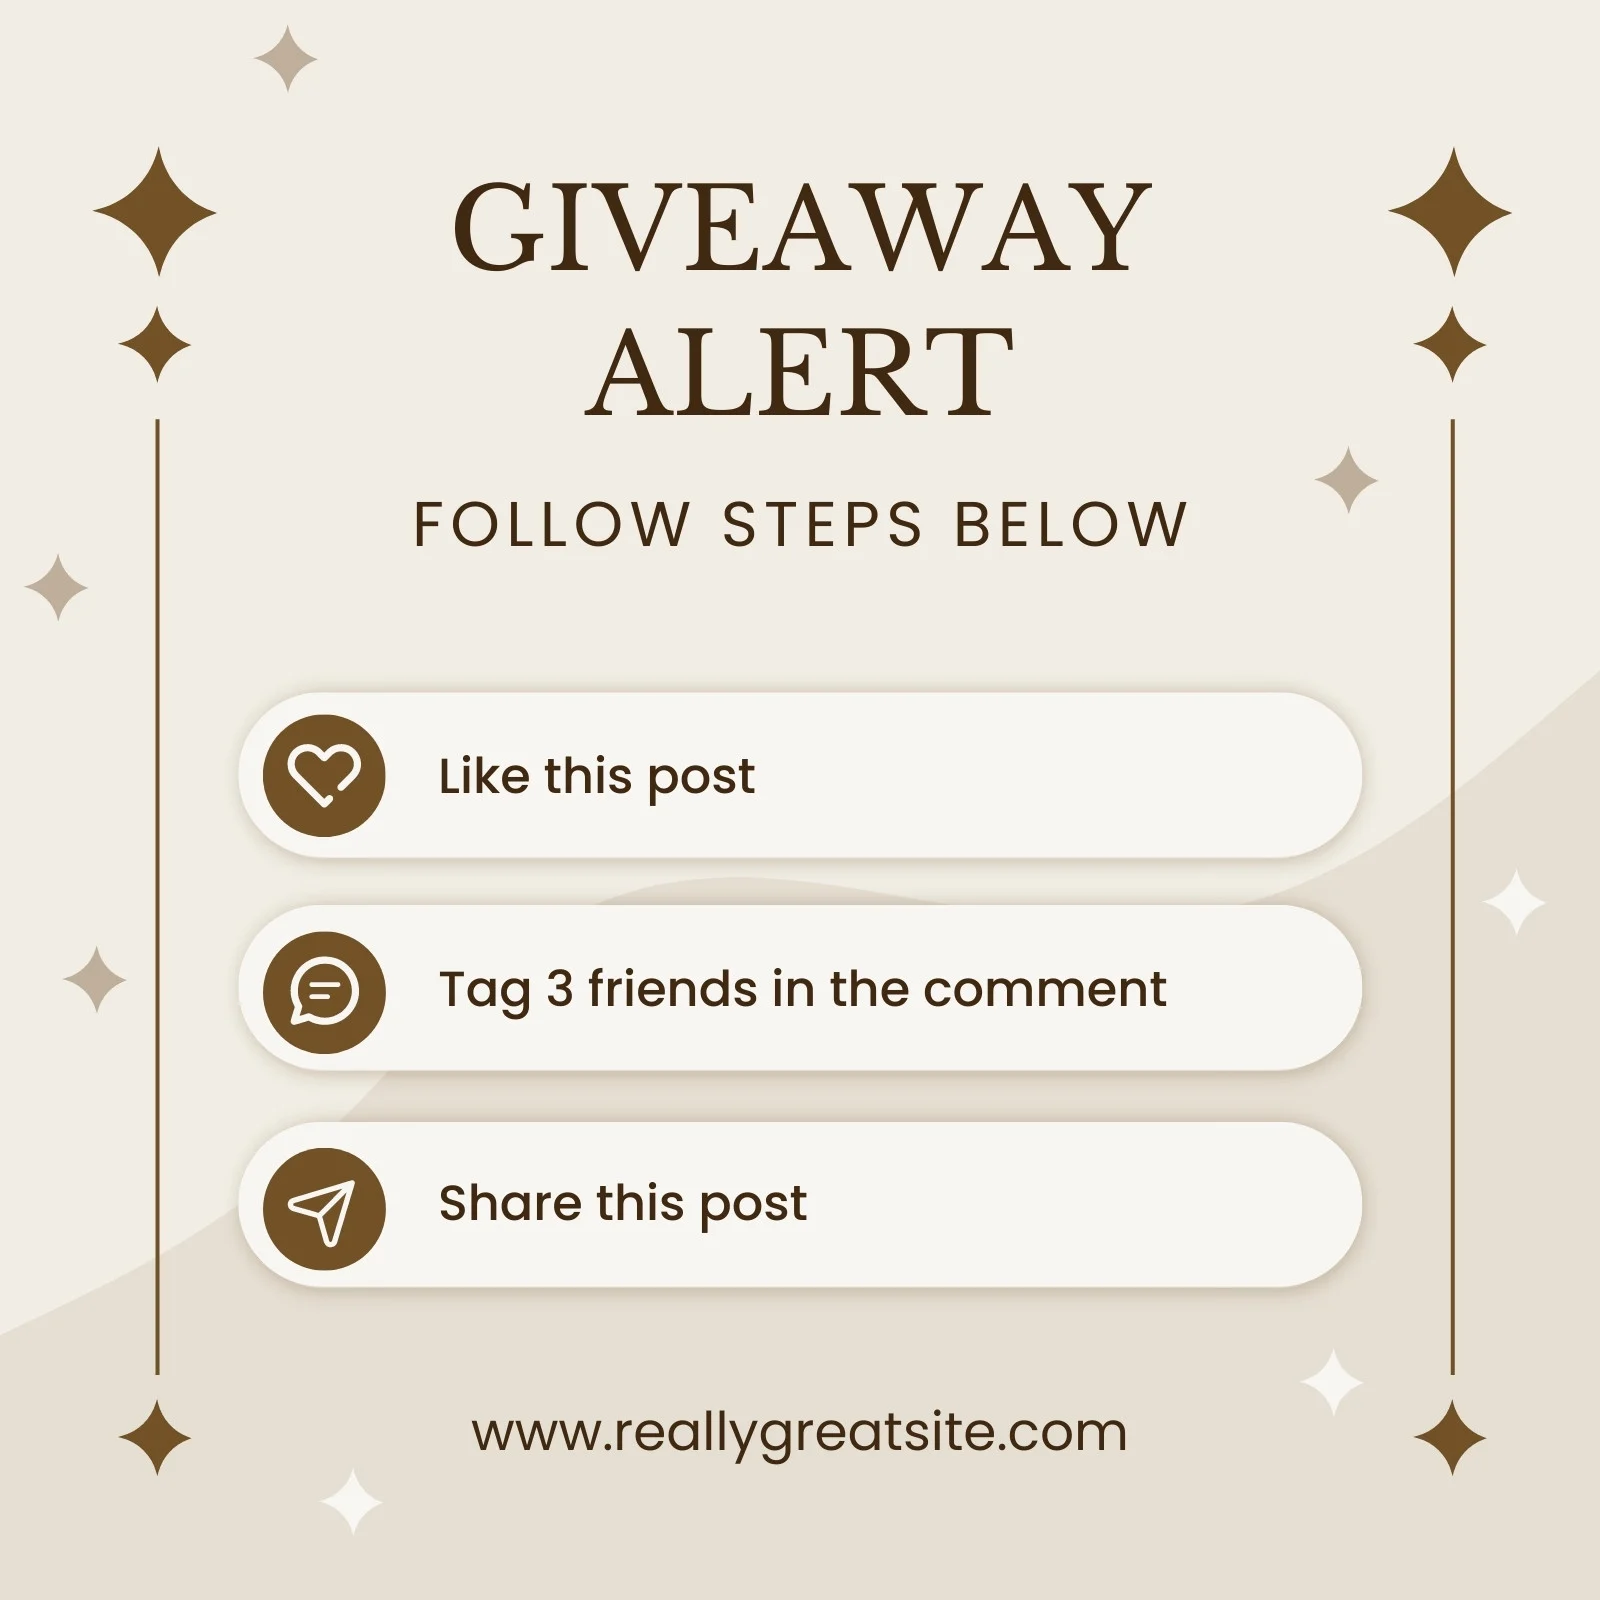 GIVEAWAY
ALERT
FOLLOW STEPS BELOW
Like this post
Tag 3 friends in the comment
Share this post
www.reallygreatsite.com